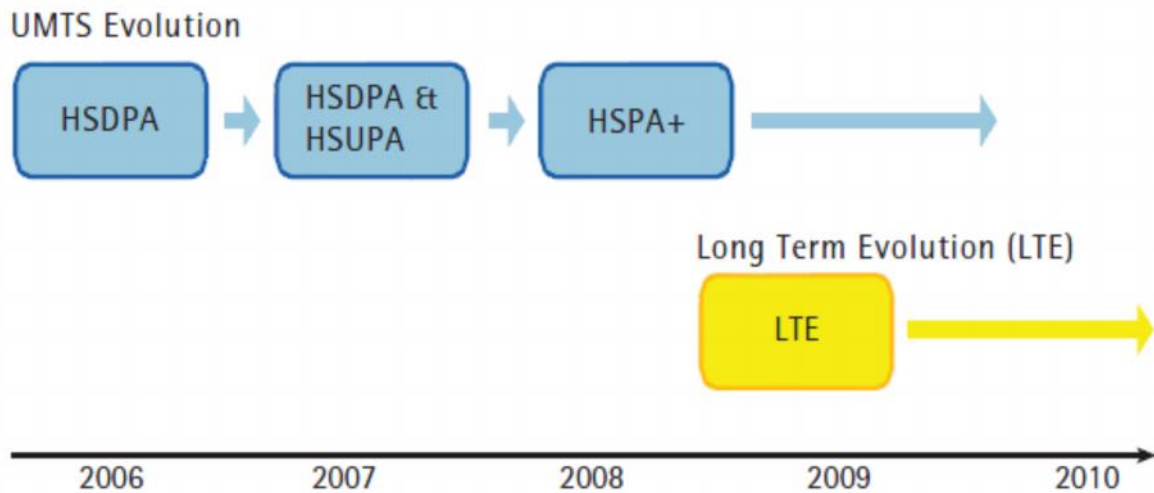 UMTS Evolution
HSDPA
HSDPA &
HSUPA
HSPA+
Long Term Evolution (LTE)
LTE
2006
2007
2008
2009
2010